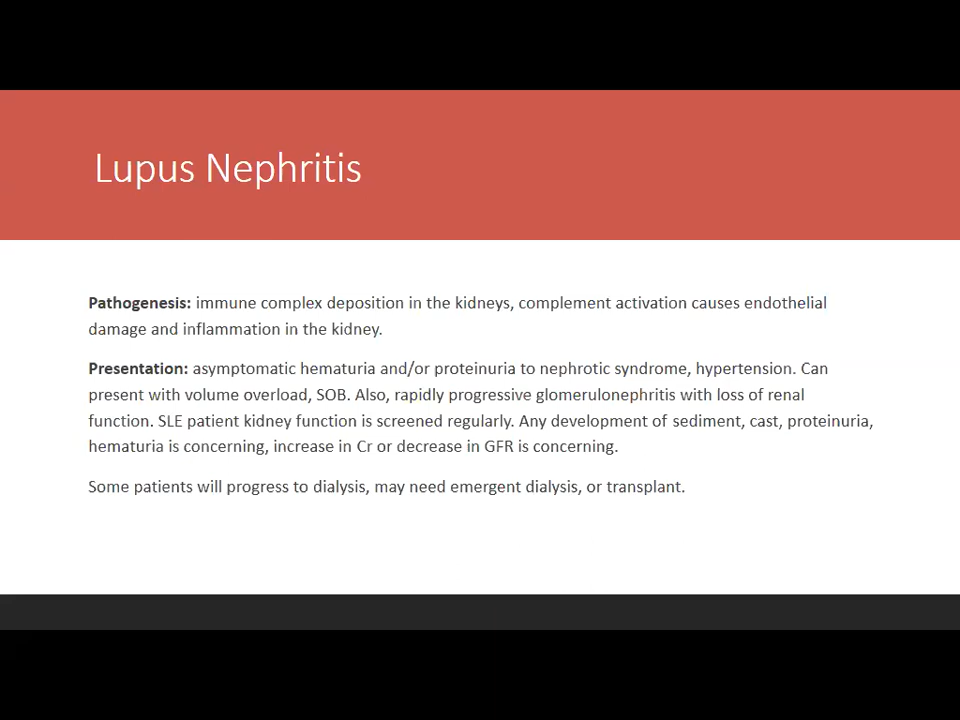 Lupus Nephritis
Pathogenesis: immune complex deposition in the kidneys, complement activation causes endothelial
damage and inflammation in the kidney.
Presentation: asymptomatic hematuria and/or proteinuria to nephrotic syndrome, hypertension. Can
present with volume overload, SOB. Also, rapidly progressive glomerulonephritis with loss of renal
function. SLE patient kidney function is screened regularly. Any development of sediment, cast, proteinuria,
hematuria is concerning, increase in Cr or decrease in GFR is concerning.
Some patients will progress to dialysis, may need emergent dialysis, or transplant.